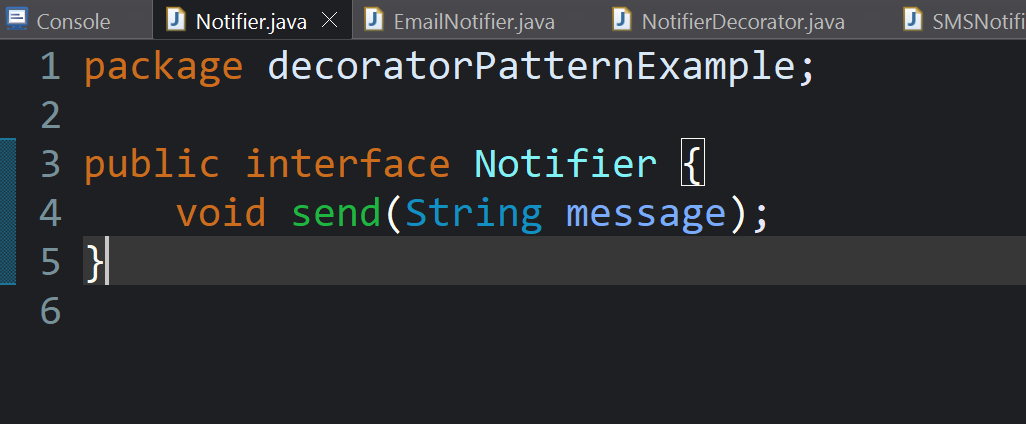 Console Notifier.java EmailNotifier.java NotifierDecorator.java SMSNotifi
1 package decoratorPatternExample;
2
3 public interface Notifier {
4     void send(String message);
5 }
6